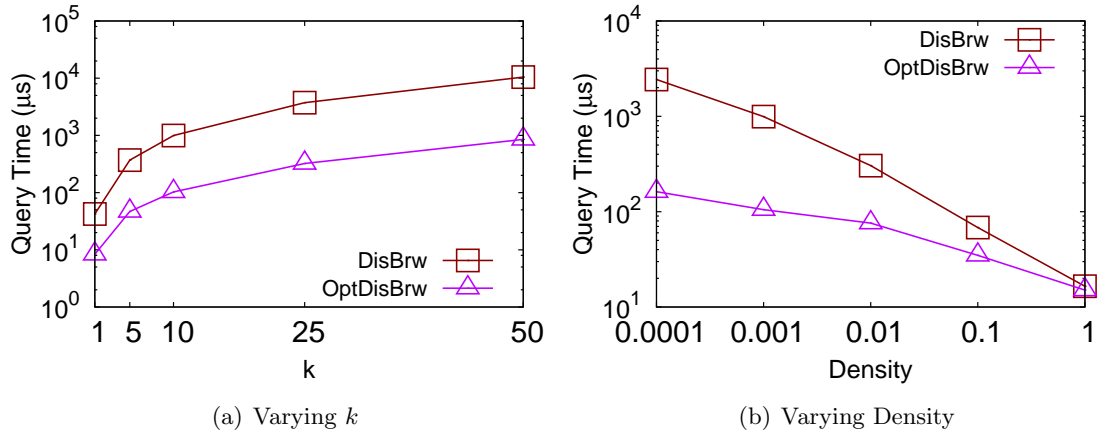 10^5
10^4
10^3
10^2
10^1
10^0
Query Time (μs)
1 5 10 25 50
k
DisBrw
OptDisBrw
(a) Varying k
10^4
10^3
10^2
10^1
Query Time (μs)
0.0001 0.001 0.01 0.1 1
Density
DisBrw
OptDisBrw
(b) Varying Density